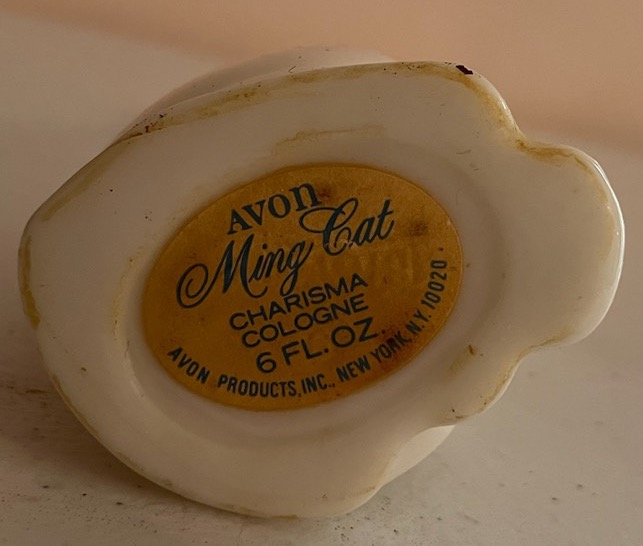 AVON
Ming Cat
CHARISMA
COLOGNE
6 FL. OZ.
AVON PRODUCTS, INC., NEW YORK, N.Y. 10020.